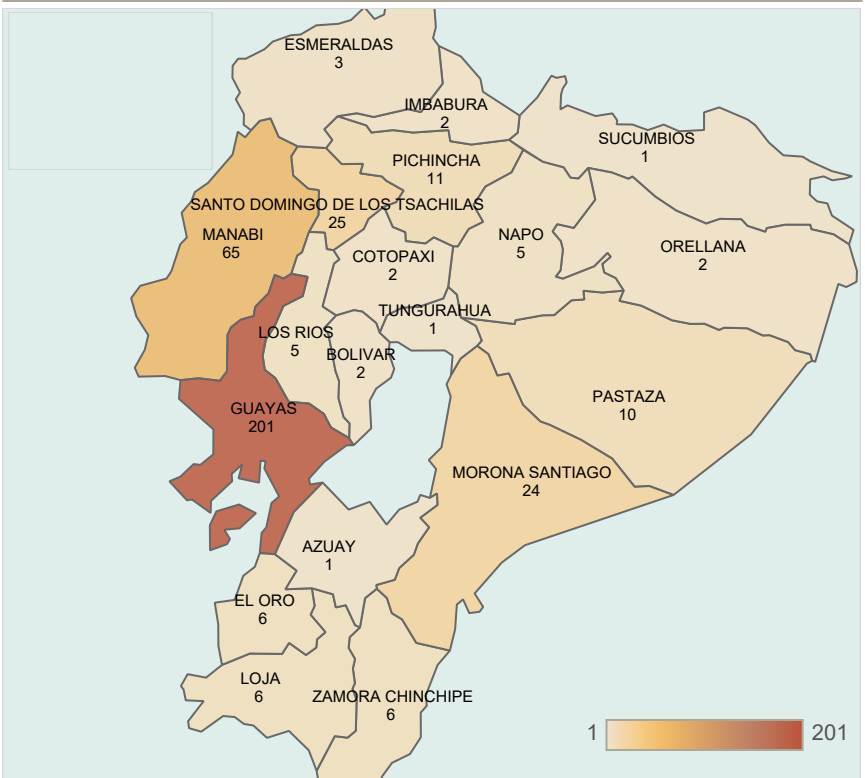 ESMERALDAS
3
IMBABURA
2
SUCUMBIOS
1
PICHINCHA
11
SANTO DOMINGO DE LOS TSACHILAS
25
MANABI
65
NAPO
5
ORELLANA
2
COTOPAXI
2
TUNGURAHUA
1
LOS RIOS
5
BOLIVAR
2
PASTAZA
10
GUAYAS
201
MORONA SANTIAGO
24
AZUAY
1
EL ORO
6
LOJA
6
ZAMORA CHINCHIPE
6
1 201